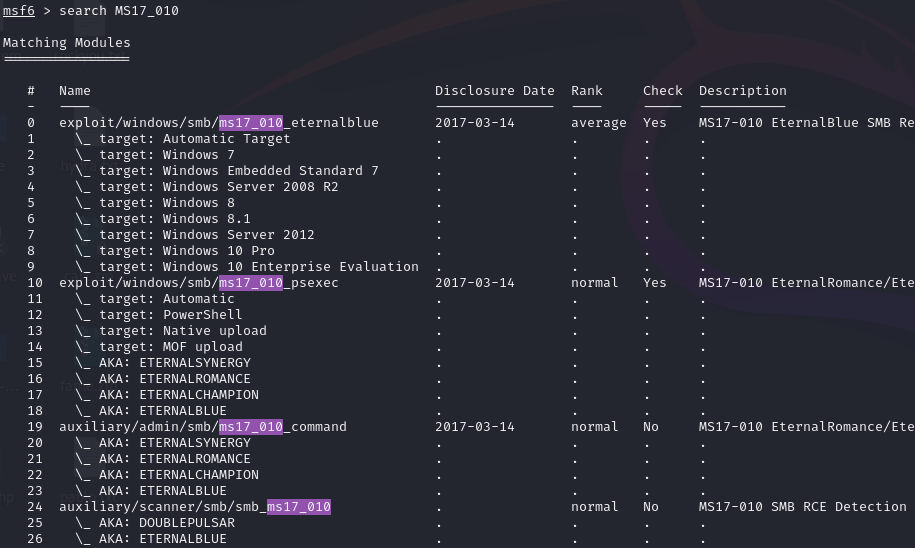 msf6 > search MS17_010
Matching Modules
================
# Name Disclosure Date Rank Check Description
- ---- --------------- ---- ----- -----------
0 exploit/windows/smb/ms17_010_eternalblue 2017-03-14 average Yes MS17-010 EternalBlue SMB Re
1 \_ target: Automatic Target . . . .
2 \_ target: Windows 7 . . . .
3 \_ target: Windows Embedded Standard 7 . . . .
4 \_ target: Windows Server 2008 R2 . . . .
5 \_ target: Windows 8 . . . .
6 \_ target: Windows 8.1 . . . .
7 \_ target: Windows Server 2012 . . . .
8 \_ target: Windows 10 Pro . . . .
9 \_ target: Windows 10 Enterprise Evaluation . . . .
10 exploit/windows/smb/ms17_010_psexec 2017-03-14 normal Yes MS17-010 EternalRomance/Ete
11 \_ target: Automatic . . . .
12 \_ target: PowerShell . . . .
13 \_ target: Native upload . . . .
14 \_ target: MOF upload . . . .
15 \_ AKA: ETERNALSYNERGY . . . .
16 \_ AKA: ETERNALROMANCE . . . .
17 \_ AKA: ETERNALCHAMPION . . . .
18 \_ AKA: ETERNALBLUE . . . .
19 auxiliary/admin/smb/ms17_010_command 2017-03-14 normal No MS17-010 EternalRomance/Ete
20 \_ AKA: ETERNALSYNERGY . . . .
21 \_ AKA: ETERNALROMANCE . . . .
22 \_ AKA: ETERNALCHAMPION . . . .
23 \_ AKA: ETERNALBLUE . . . .
24 auxiliary/scanner/smb/smb_ms17_010 . normal No MS17-010 SMB RCE Detection
25 \_ AKA: DOUBLEPULSAR . . . .
26 \_ AKA: ETERNALBLUE . . . .